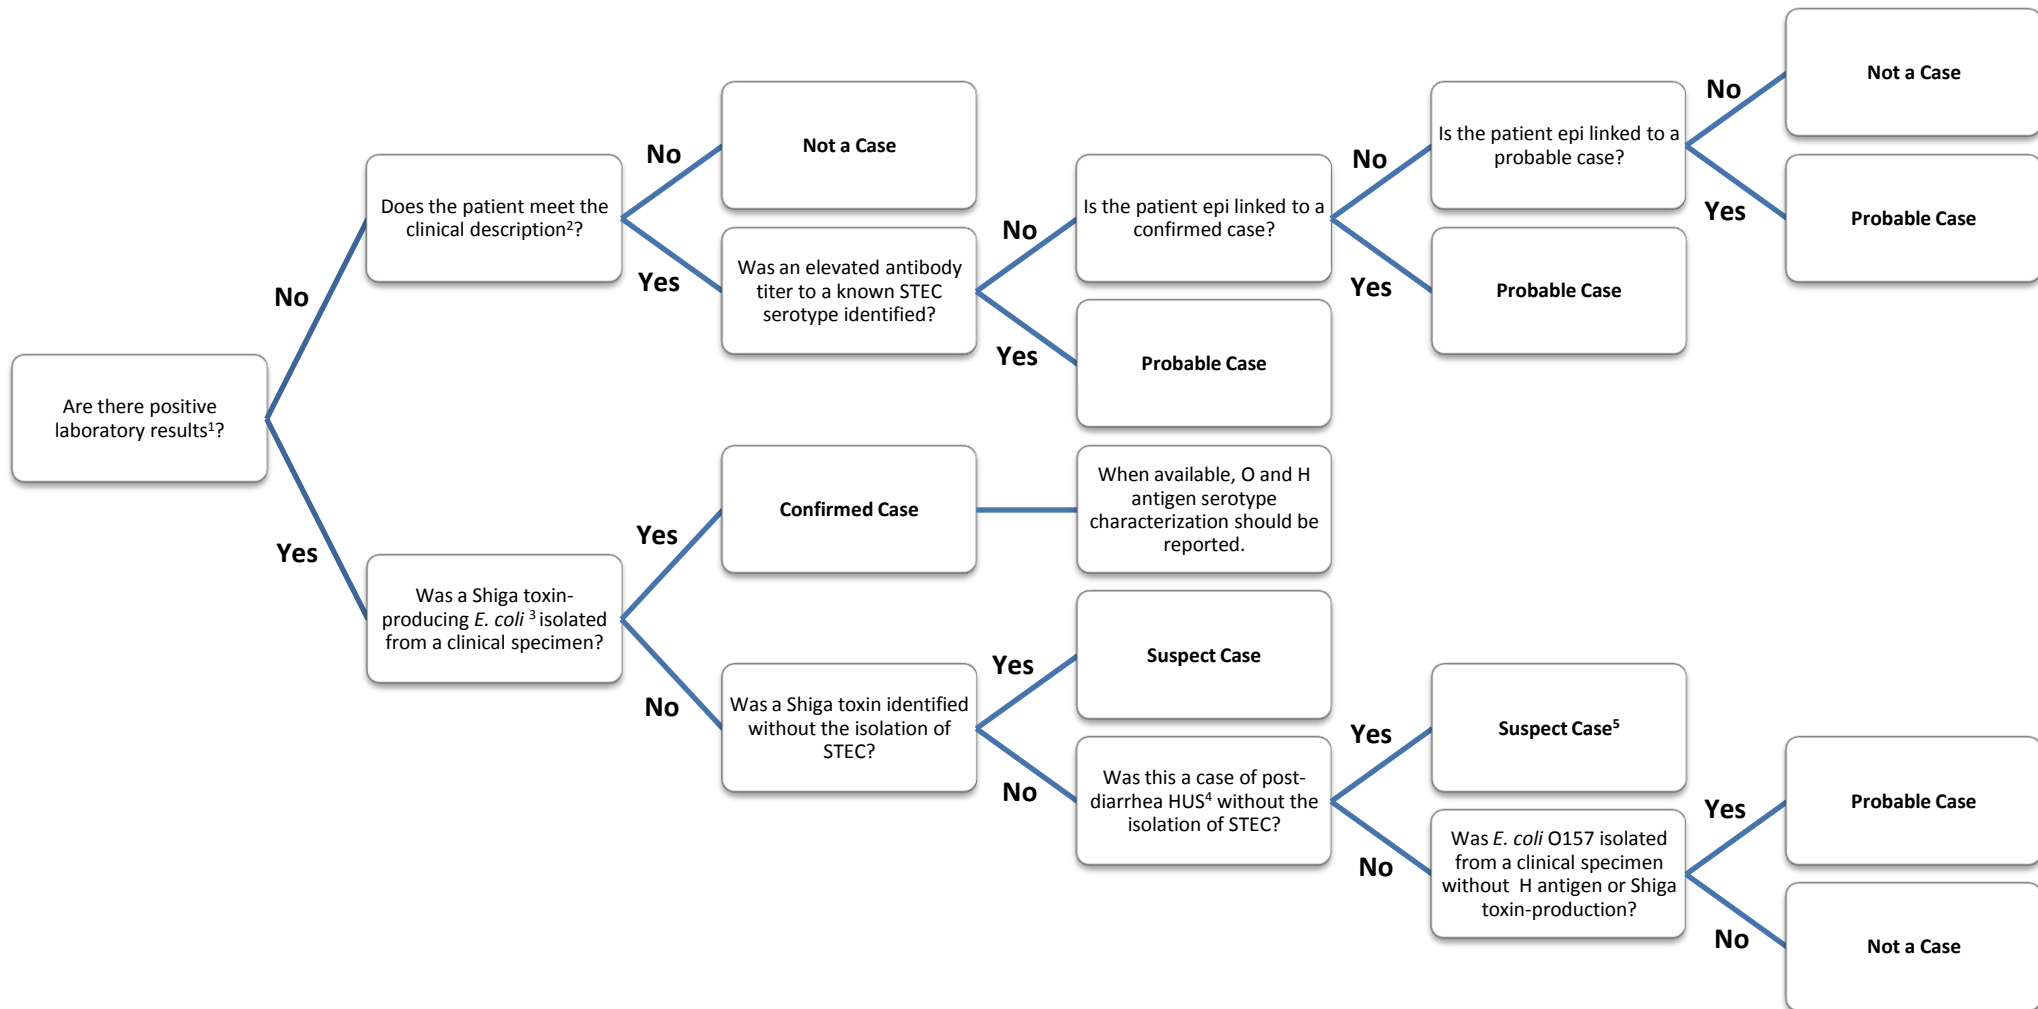 Are there positive
laboratory results¹?
No
Yes
Does the patient meet the
clinical description²?
No
Yes
Not a Case
Was an elevated antibody
titer to a known STEC
serotype identified?
No
Yes
Is the patient epi linked to a
confirmed case?
No
Yes
Is the patient epi linked to a
probable case?
No
Yes
Not a Case
Probable Case
Probable Case
Probable Case
Was a Shiga toxin-
producing E. coli ³ isolated
from a clinical specimen?
Yes
No
Confirmed Case
When available, O and H
antigen serotype
characterization should be
reported.
Was a Shiga toxin identified
without the isolation of
STEC?
Yes
No
Suspect Case
Was this a case of post-
diarrhea HUS⁴ without the
isolation of STEC?
Yes
No
Suspect Case⁵
Was E. coli O157 isolated
from a clinical specimen
without H antigen or Shiga
toxin-production?
Yes
No
Probable Case
Not a Case